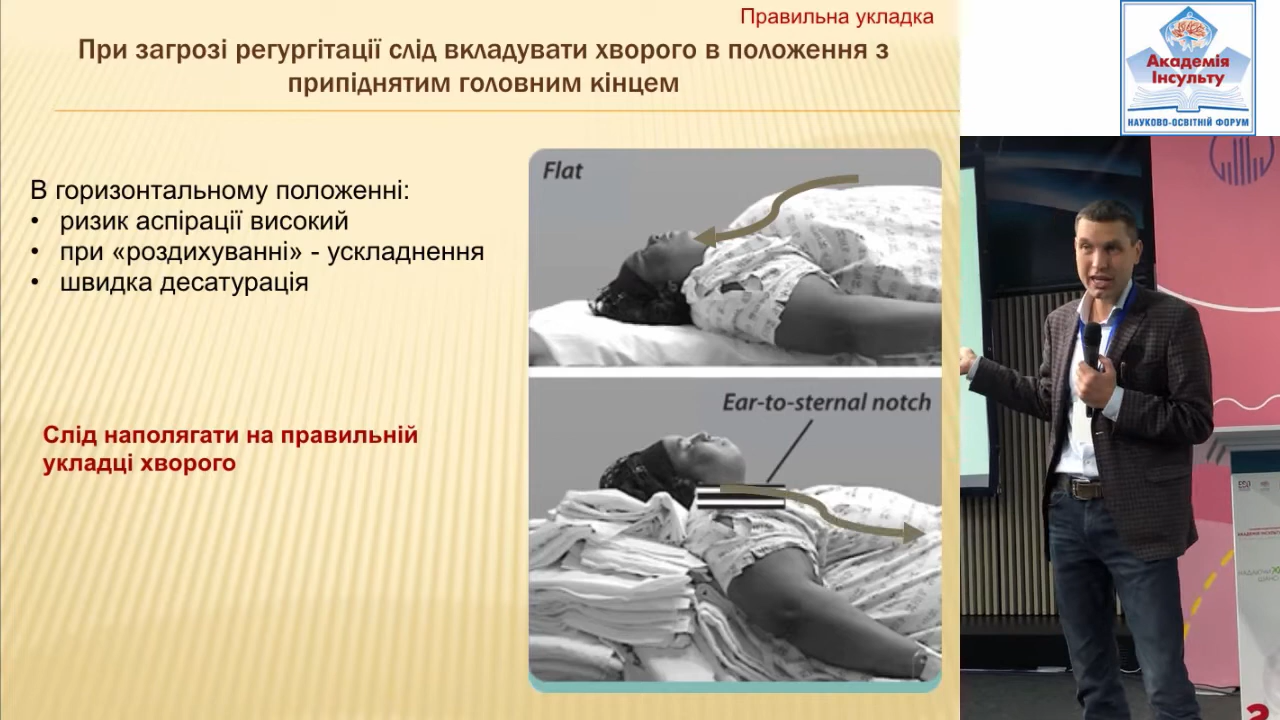 Правильна укладка
При загрозі регургітації слід вкладувати хворого в положення з
припіднятим головним кінцем
В горизонтальному положенні:
• ризик аспірації високий
• при «роздихуванні» - ускладнення
• швидка десатурація
Слід наполягати на правильній
укладці хворого
Flat
Ear-to-sternal notch
Академія
Інсульту
НАУКОВО-ОСВІТНІЙ ФОРУМ